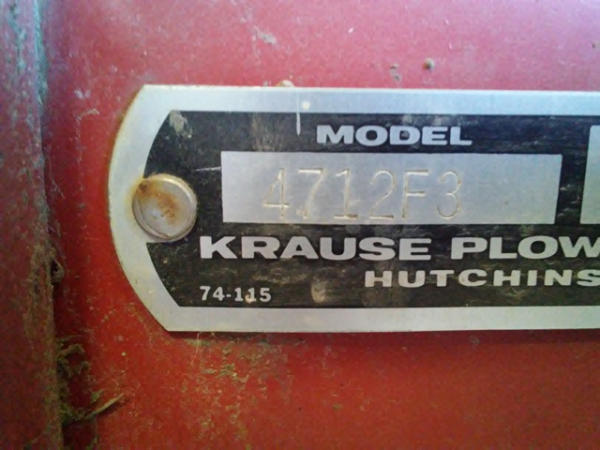 MODEL
4712F3
KRAUSE PLOW
HUTCHINS
74-115